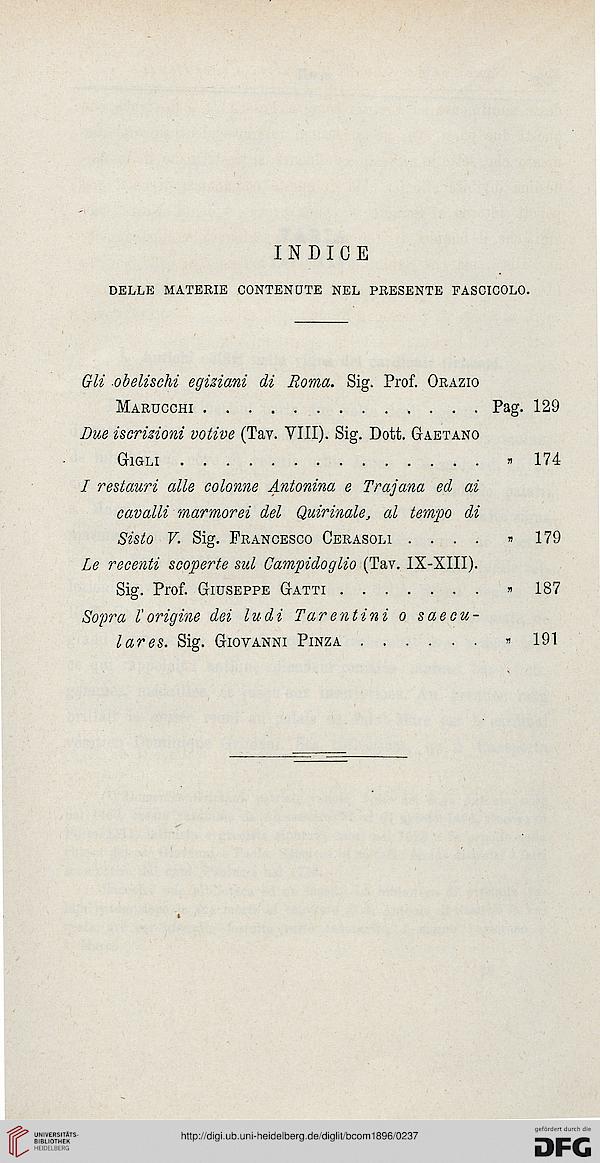 INDICE
DELLE MATERIE CONTENUTE NEL PRESENTE FASCICOLO.
Gli obelischi egiziani di Roma. Sig. Prof. ORAZIO
MARUCCHI . . . . . . . . . . . . . Pag. 129
Due iscrizioni votive (Tav. VIII). Sig. Dott. GAETANO
GIGLI . . . . . . . . . . . . . . „ 174
I restauri alle colonne Antonina e Trajana ed ai
cavalli marmorei del Quirinale, al tempo di
Sisto V. Sig. FRANCESCO CERASOLI . . . . „ 179
Le recenti scoperte sul Campidoglio (Tav. IX-XIII).
Sig. Prof. GIUSEPPE GATTI . . . . . . . „ 187
Sopra l'origine dei ludi Tarentini o saecu-
lares. Sig. GIOVANNI PINZA . . . . . . „ 191
UNIVERSITÄTS-
BIBLIOTHEK
HEIDELBERG
http://digi.ub.uni-heidelberg.de/diglit/bcom1896/0237
gefördert durch die
DFG